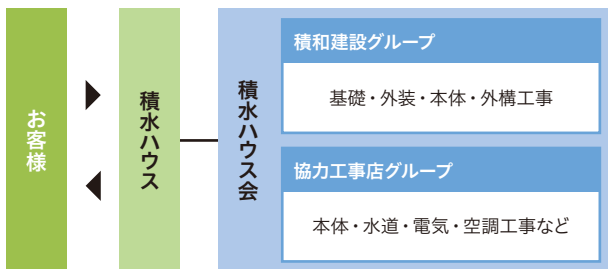 お客様
積水ハウス
積水ハウス会
積和建設グループ
基礎・外装・本体・外構工事
協力工事店グループ
本体・水道・電気・空調工事など